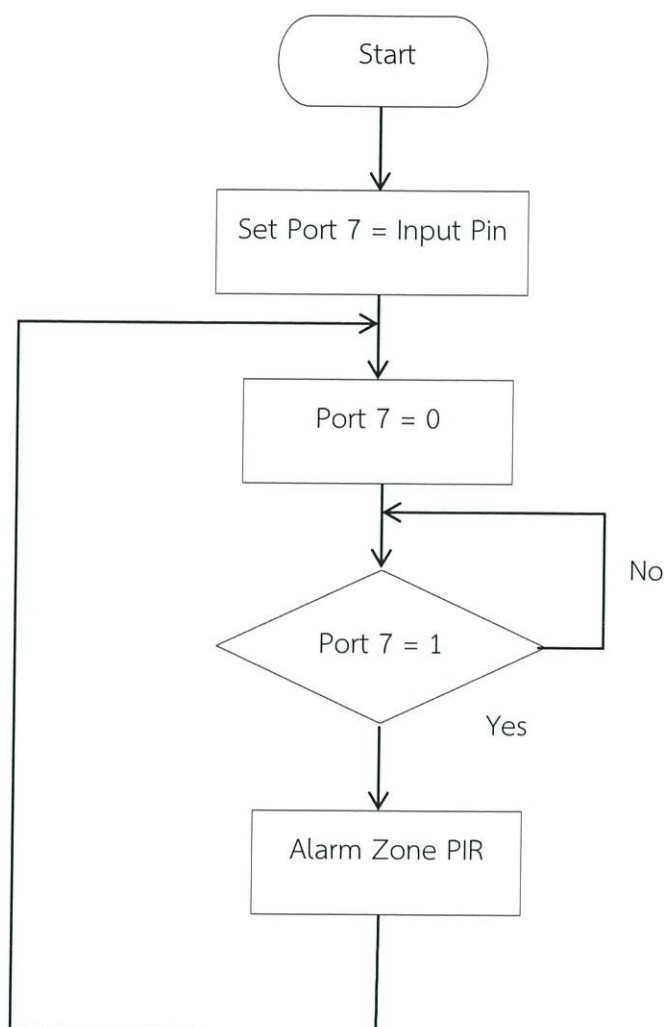 Start
Set Port 7 = Input Pin
Port 7 = 0
No
Port 7 = 1
Yes
Alarm Zone PIR